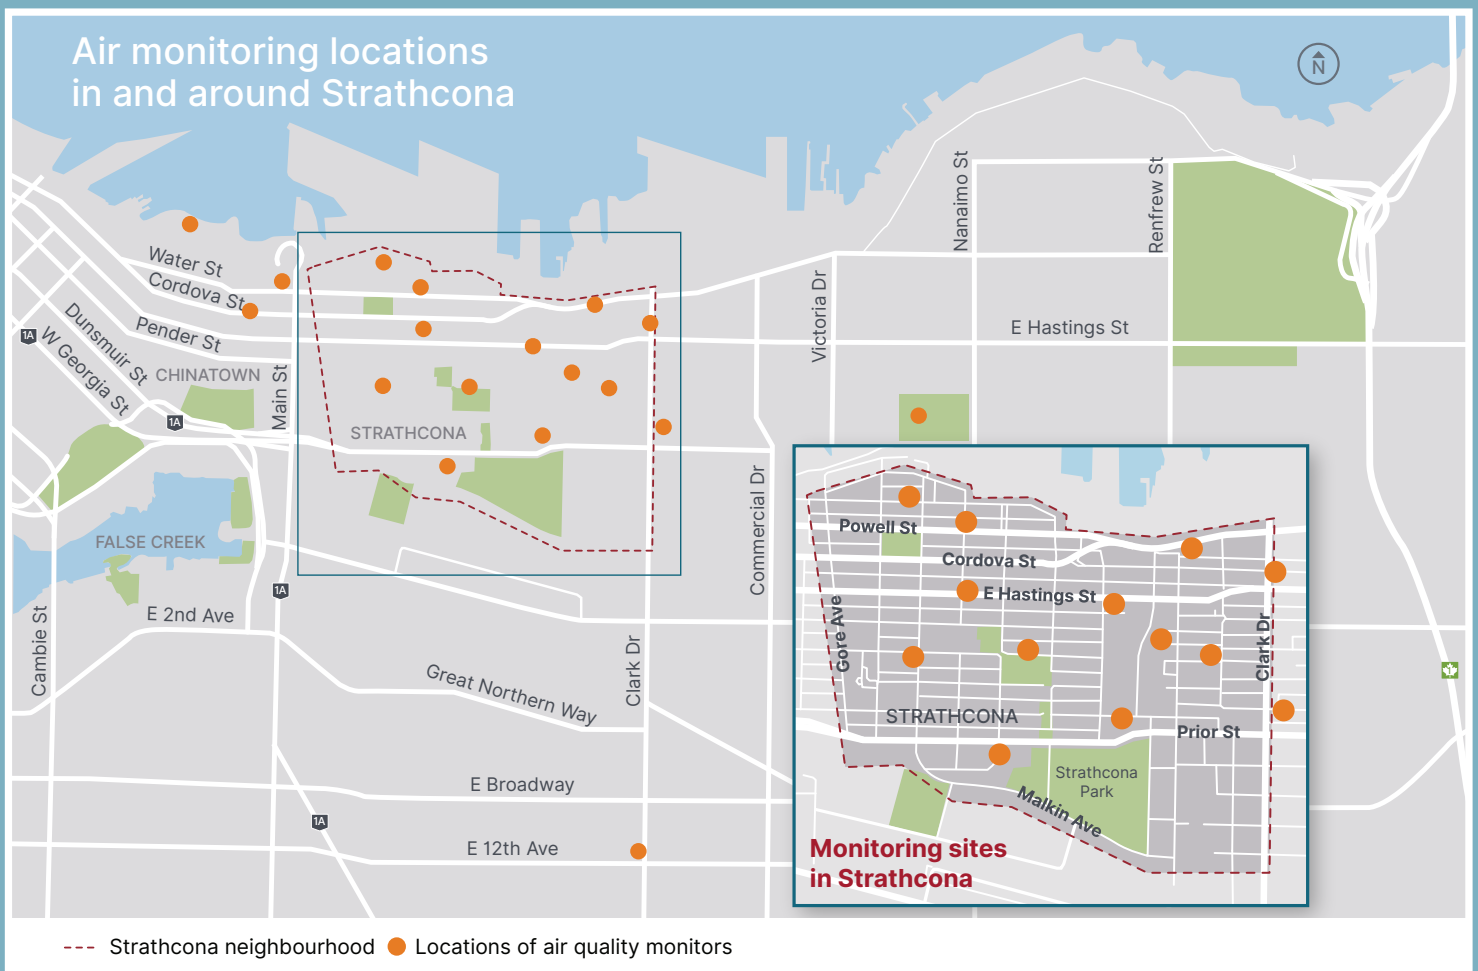 Air monitoring locations
in and around Strathcona
N
Water St
Cordova St
Pender St
Dunsmuir St
W Georgia St
1A
CHINATOWN
1A
Main St
STRATHCONA
FALSE CREEK
1A
E 2nd Ave
Cambie St
Great Northern Way
Clark Dr
Commercial Dr
Victoria Dr
Nanaimo St
Renfrew St
E Hastings St
E Broadway
1A
E 12th Ave
1
Powell St
Cordova St
E Hastings St
Gore Ave
Clark Dr
STRATHCONA
Prior St
Strathcona
Park
Malkin Ave
Monitoring sites
in Strathcona
Strathcona neighbourhood
Locations of air quality monitors